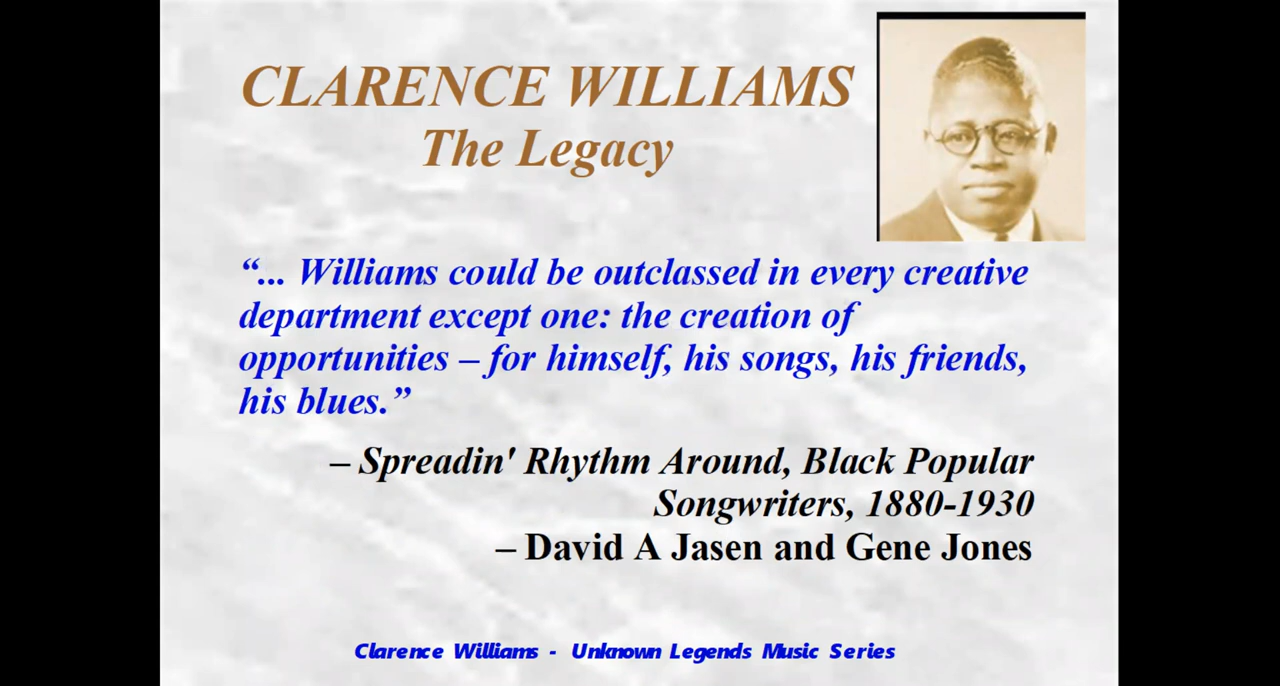 CLARENCE WILLIAMS
The Legacy
“... Williams could be outclassed in every creative
department except one: the creation of
opportunities – for himself, his songs, his friends,
his blues.”
– Spreadin' Rhythm Around, Black Popular
Songwriters, 1880-1930
– David A Jasen and Gene Jones
Clarence Williams - Unknown Legends Music Series